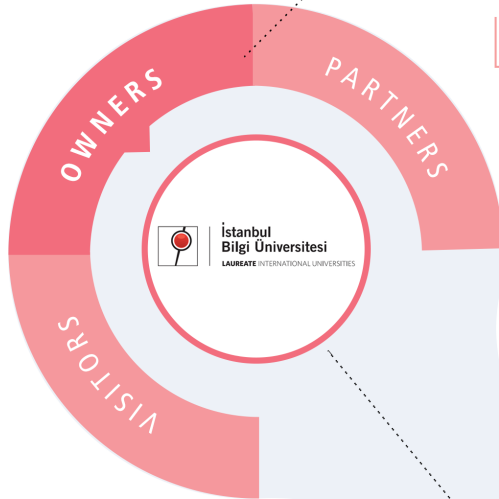 OWNERS
PARTNERS
İstanbul
Bilgi Üniversitesi
LAUREATE INTERNATIONAL UNIVERSITIES
VISITORS